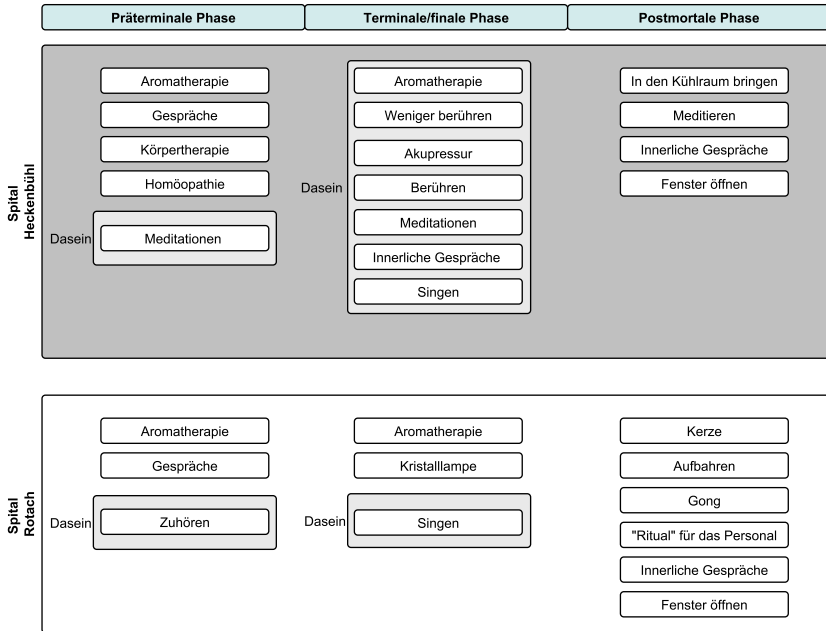 Präterminale Phase
Terminale/finale Phase
Postmortale Phase
Spital
Heckenbühl
Aromatherapie
Gespräche
Körpertherapie
Homöopathie
Dasein
Meditationen
Dasein
Aromatherapie
Weniger berühren
Akupressur
Berühren
Meditationen
Innerliche Gespräche
Singen
In den Kühlraum bringen
Meditieren
Innerliche Gespräche
Fenster öffnen
Spital
Rotach
Aromatherapie
Gespräche
Dasein
Zuhören
Aromatherapie
Kristalllampe
Dasein
Singen
Kerze
Aufbahren
Gong
"Ritual" für das Personal
Innerliche Gespräche
Fenster öffnen